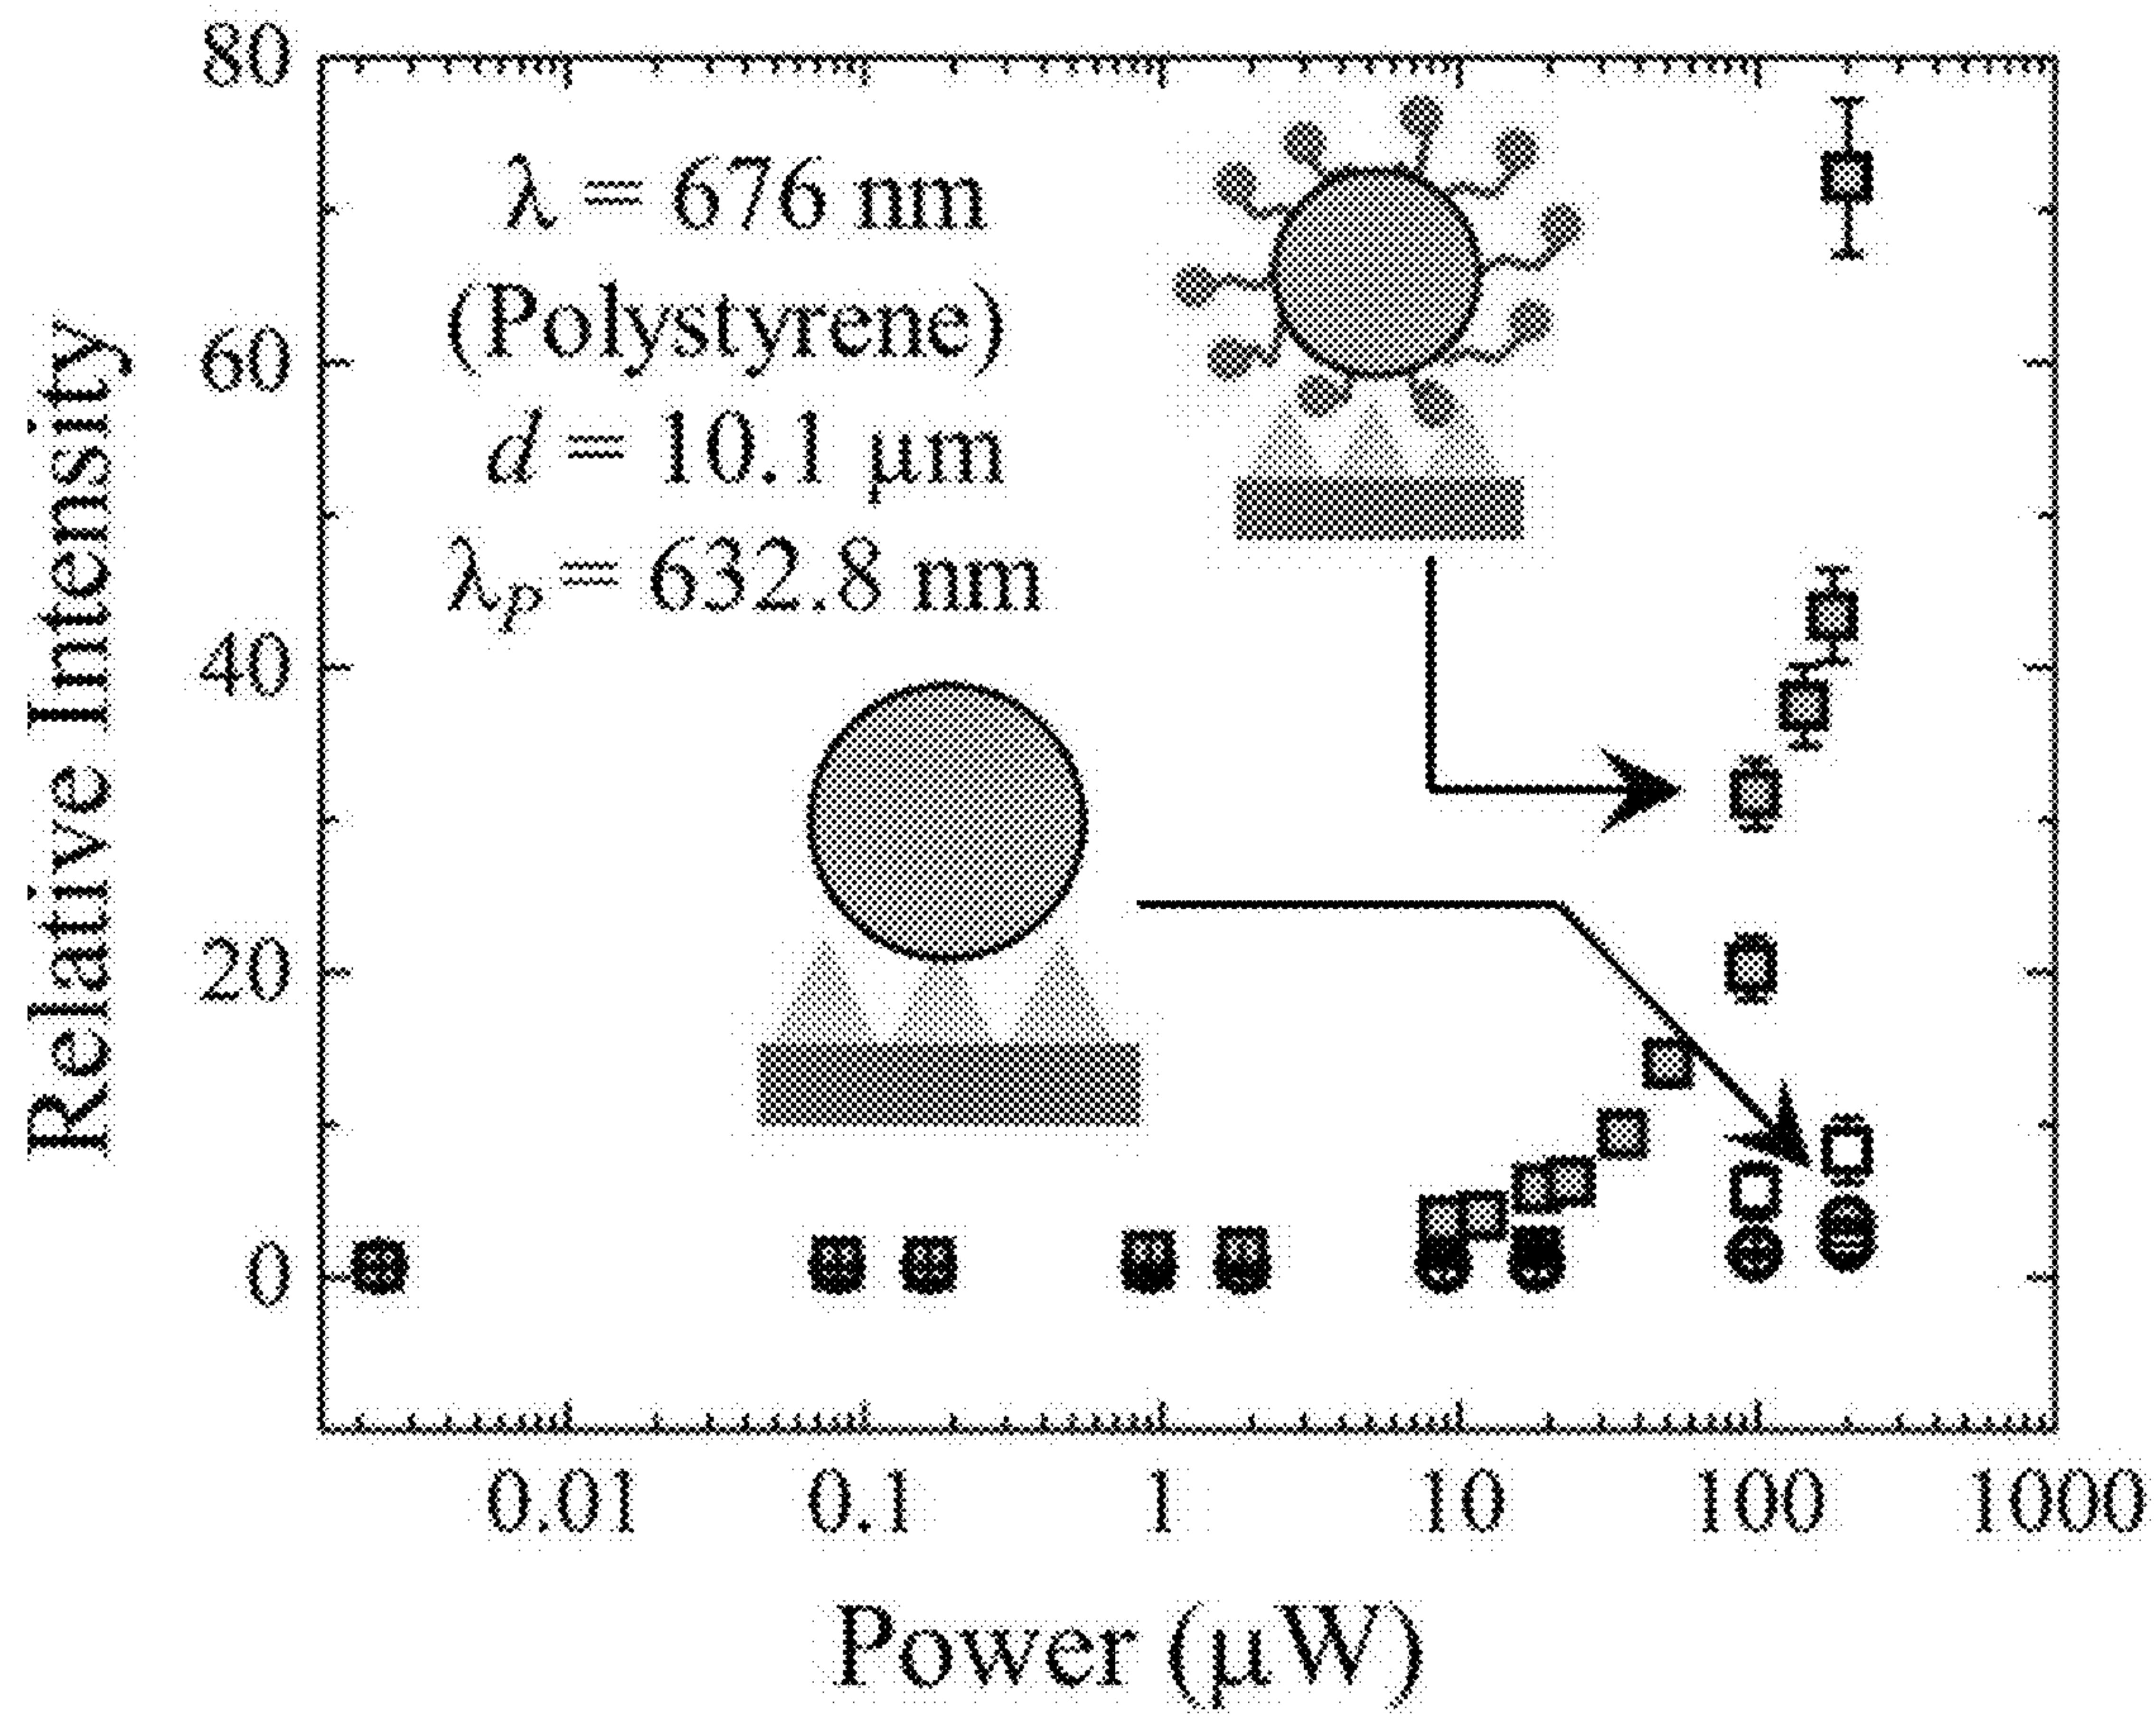 80
60
40
20
0
Relative Intensity
λ = 676 nm
(Polystyrene)
d = 10.1 μm
λP = 632.8 nm
0.01 0.1 1 10 100 1000
Power (μW)